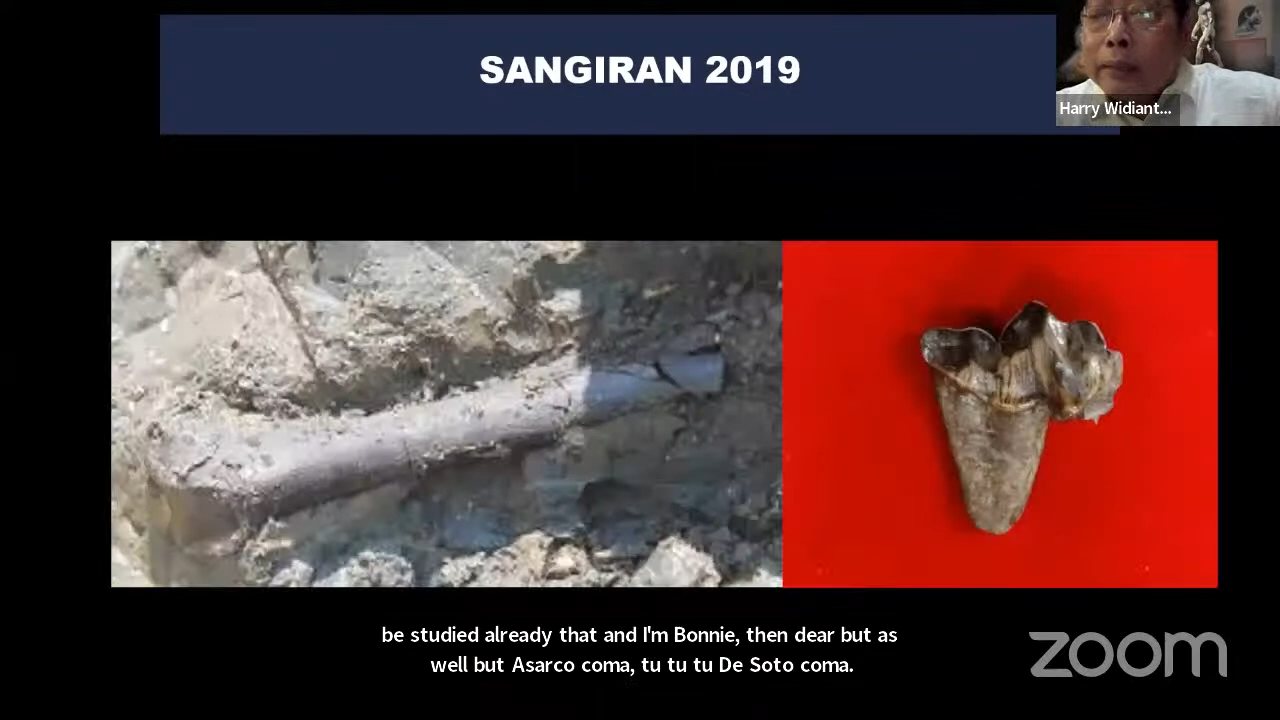 SANGIRAN 2019
Harry Widiant...
be studied already that and I'm Bonnie, then dear but as
well but Asarco coma, tu tu tu De Soto coma.
zoom